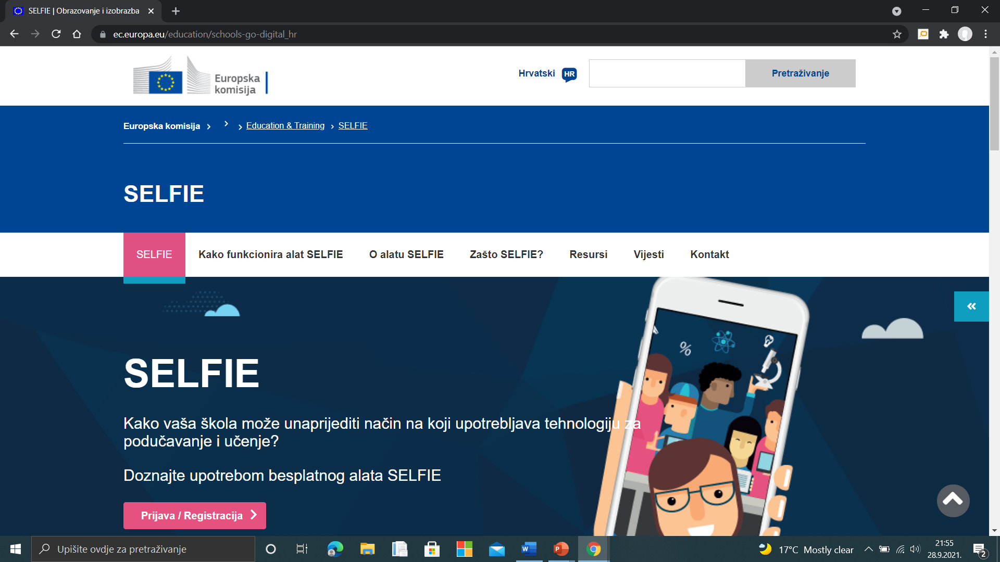 SELFIE | Obrazovanje i izobrazba
ec.europa.eu/education/schools-go-digital_hr
Europska
komisija
Hrvatski HR
Pretraživanje
Europska komisija > > > Education & Training > SELFIE
SELFIE
SELFIE Kako funkcionira alat SELFIE O alatu SELFIE Zašto SELFIE? Resursi Vijesti Kontakt
%
SELFIE
Kako vaša škola može unaprijediti način na koji upotrebljava tehnologiju za
podučavanje i učenje?
Doznajte upotrebom besplatnog alata SELFIE
Prijava / Registracija
Upišite ovdje za pretraživanje
W
P
17°C Mostly clear
21:55
28.9.2021.
2